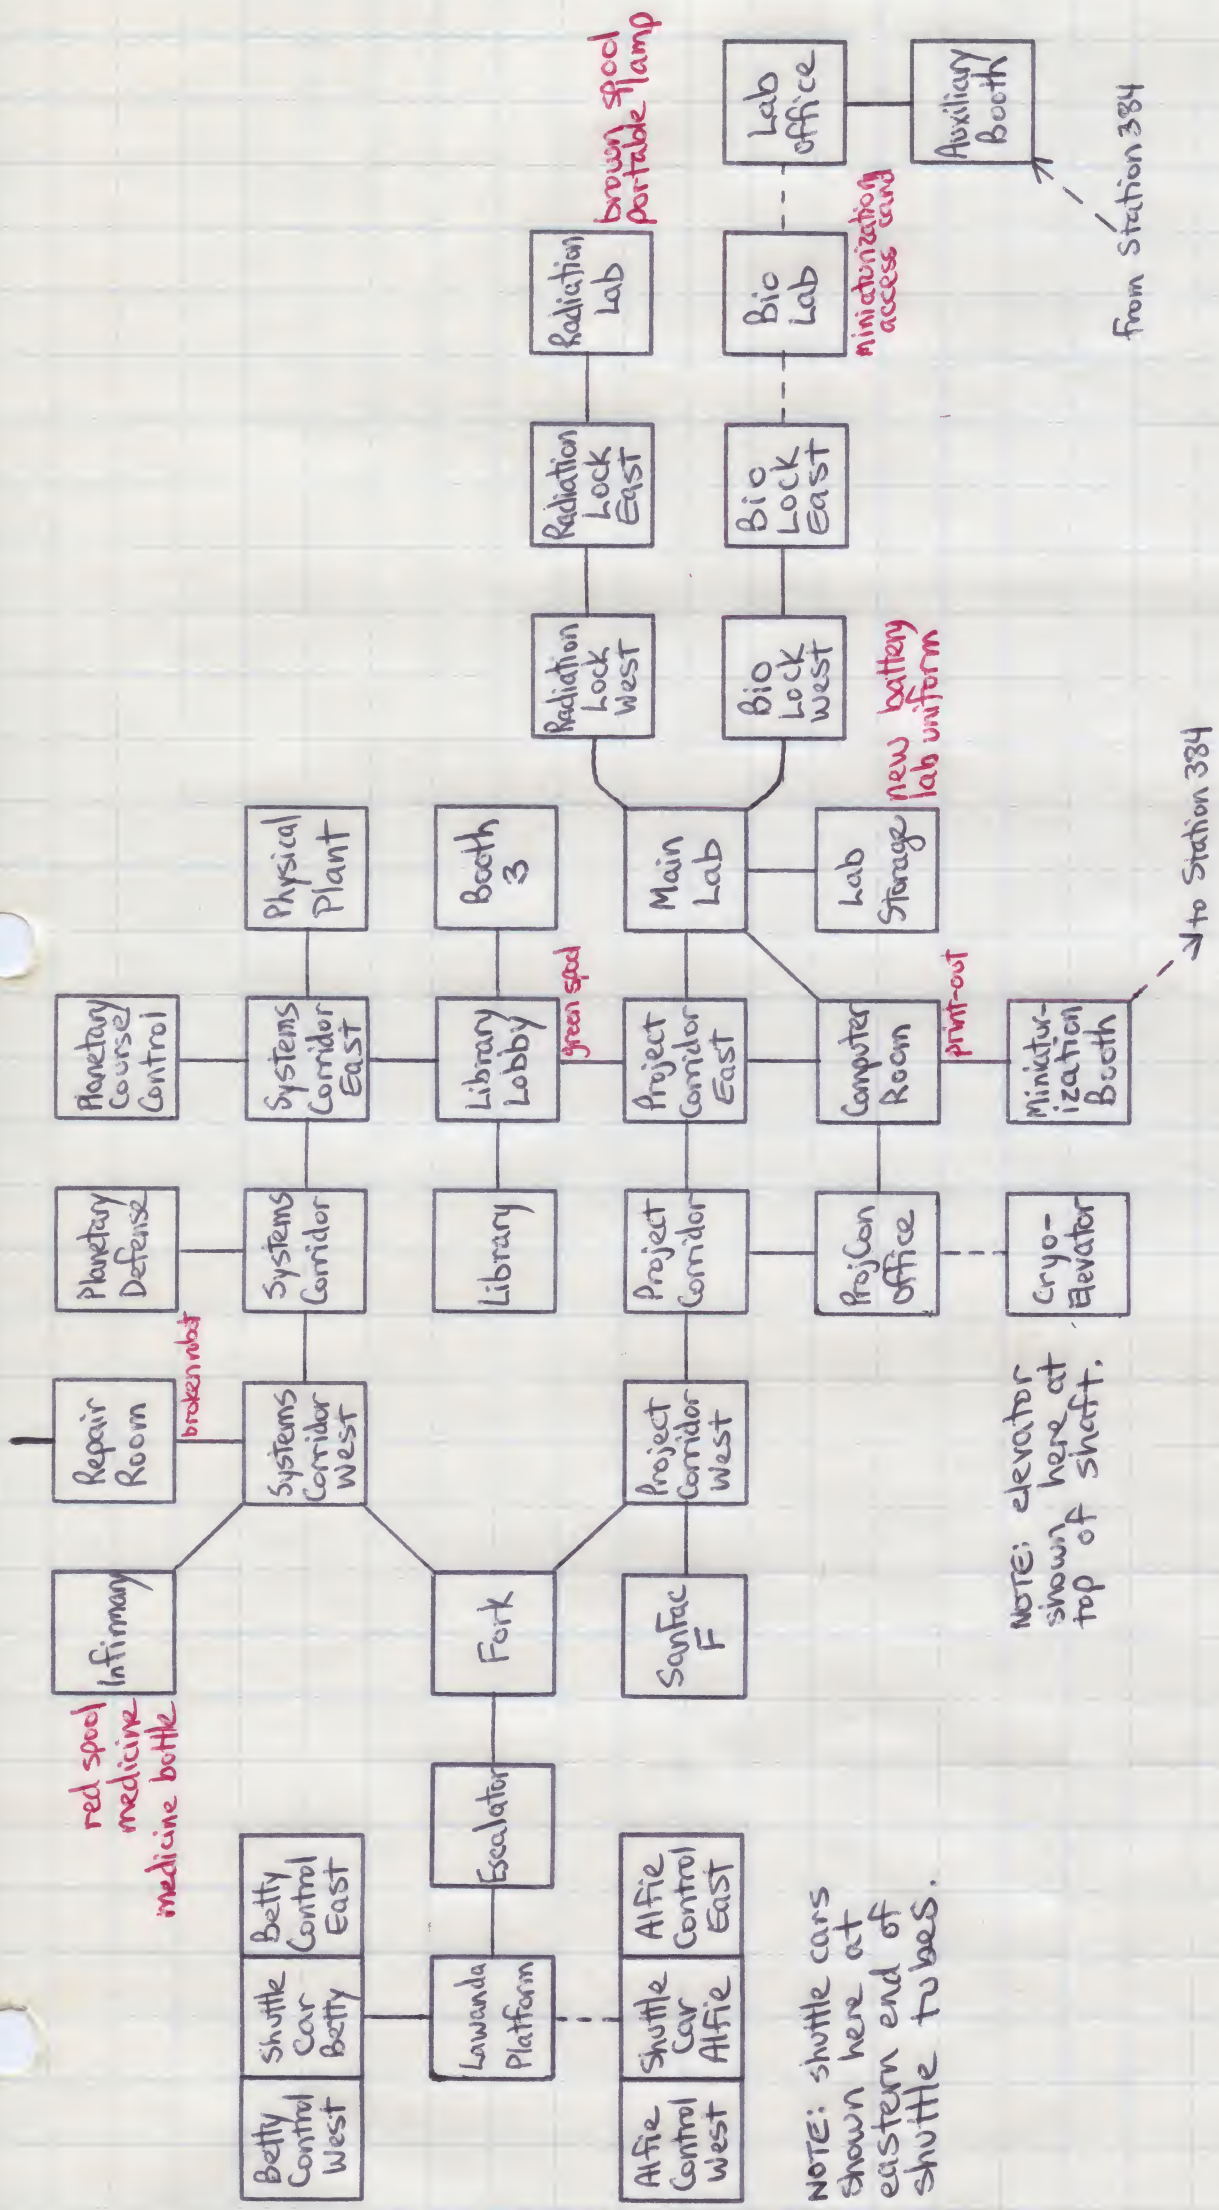 red spool
medicine
medicine bottle
Infirmary
Repair
Room
broken robot
Planetary
Defense
Planetary
Course
Control
Betty
Control
West
Shuttle
Car
Betty
Betty
Control
East
Systems
Corridor
West
Systems
Corridor
Systems
Corridor
East
Physical
Plant
Lawanda
Platform
Escalator
Fork
Library
Library
Lobby
green spool
Booth
3
Alfie
Control
West
Shuttle
Car
Alfie
Alfie
Control
East
SanFac
F
Project
Corridor
West
Project
Corridor
Project
Corridor
East
Main
Lab
Radiation
Lock
West
Radiation
Lock
East
Radiation
Lab
brown spool
portable lamp
Bio
Lock
West
Bio
Lock
East
Bio
Lab
miniaturization
access card
Lab
Office
Auxiliary
Booth
from Station 384
ProjCon
Office
Computer
Room
print-out
Lab
Storage
new battery
lab uniform
Cryo-
Elevator
Miniatur-
ization
Booth
to Station 384
NOTE: shuttle cars
shown here at
eastern end of
shuttle tubes.
NOTE: elevator
shown here at
top of shaft.